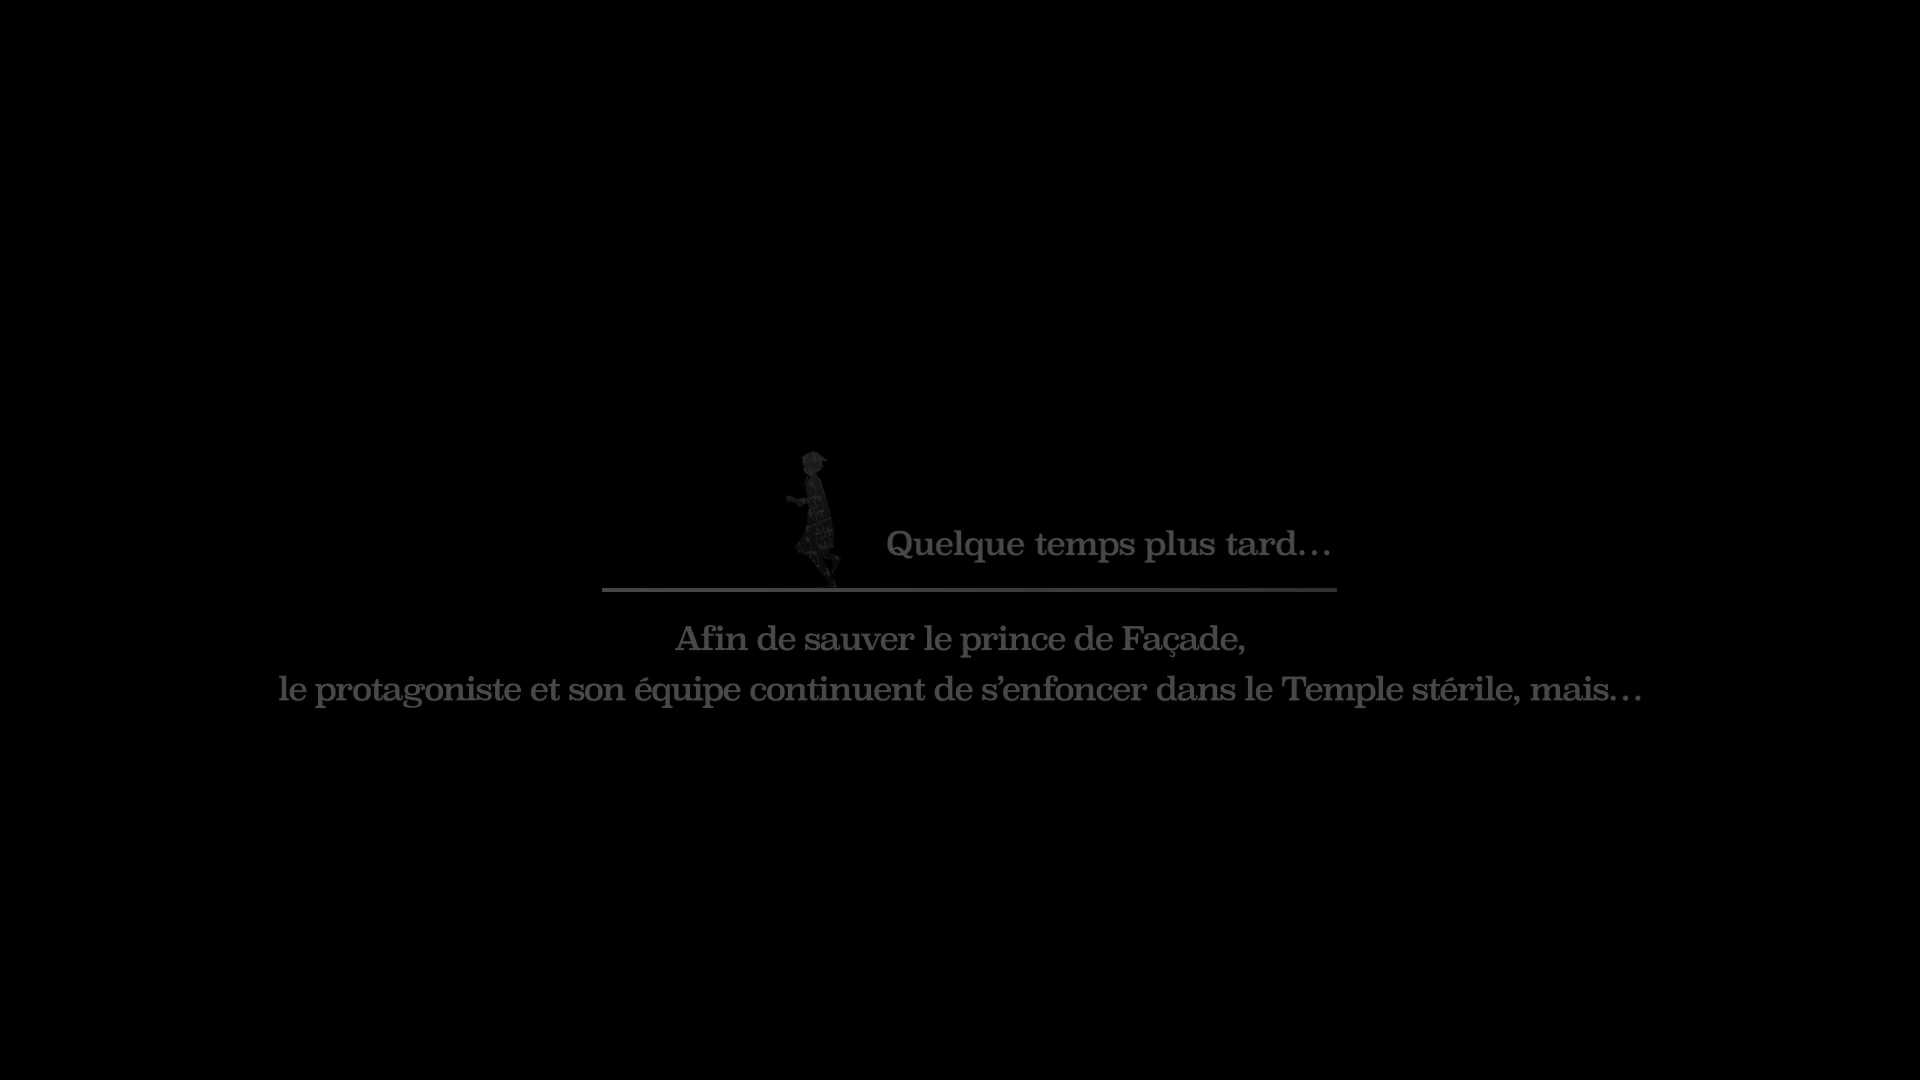 Quelque temps plus tard…
Afin de sauver le prince de Façade,
le protagoniste et son équipe continuent de s’enfoncer dans le Temple stérile, mais…